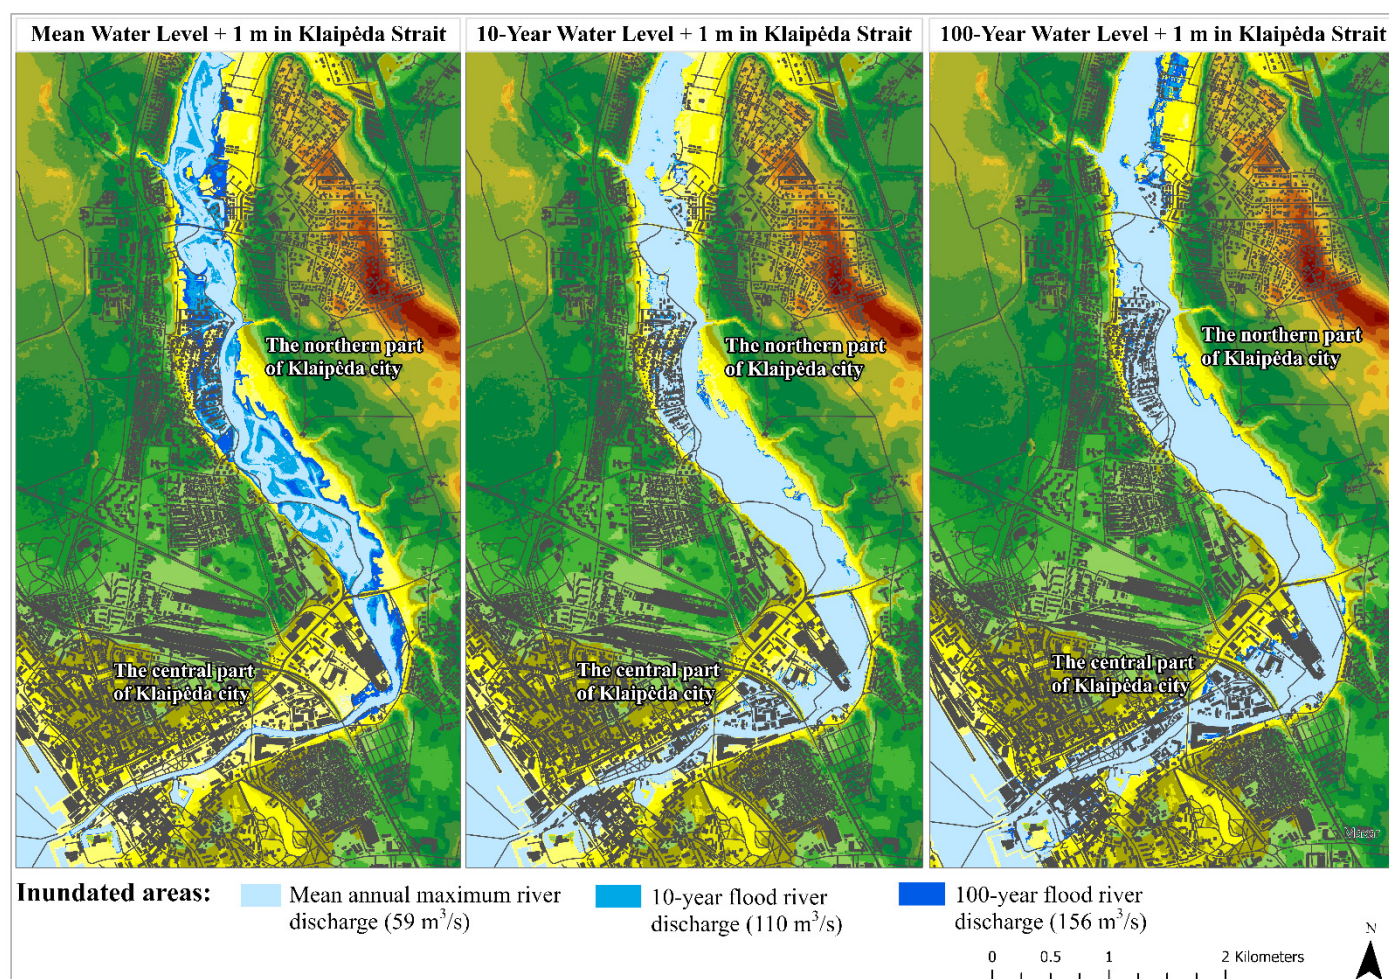 Mean Water Level + 1 m in Klaipėda Strait
10-Year Water Level + 1 m in Klaipėda Strait
100-Year Water Level + 1 m in Klaipėda Strait
The northern part
of Klaipėda city
The northern part
of Klaipėda city
The northern part
of Klaipėda city
The central part
of Klaipėda city
The central part
of Klaipėda city
The central part
of Klaipėda city
Inundated areas:
Mean annual maximum river
discharge (59 m³/s)
10-year flood river
discharge (110 m³/s)
100-year flood river
discharge (156 m³/s)
N
0 0.5 1 2 Kilometers